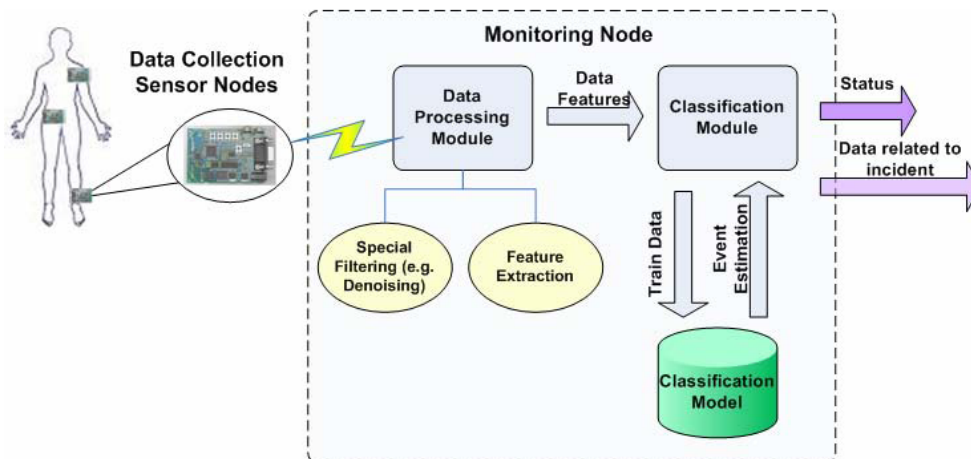 Monitoring Node
Data Collection
Sensor Nodes
Data
Processing
Module
Data
Features
Classification
Module
Status
Data related to
incident
Special
Filtering (e.g.
Denoising)
Feature
Extraction
Train Data
Event
Estimation
Classification
Model